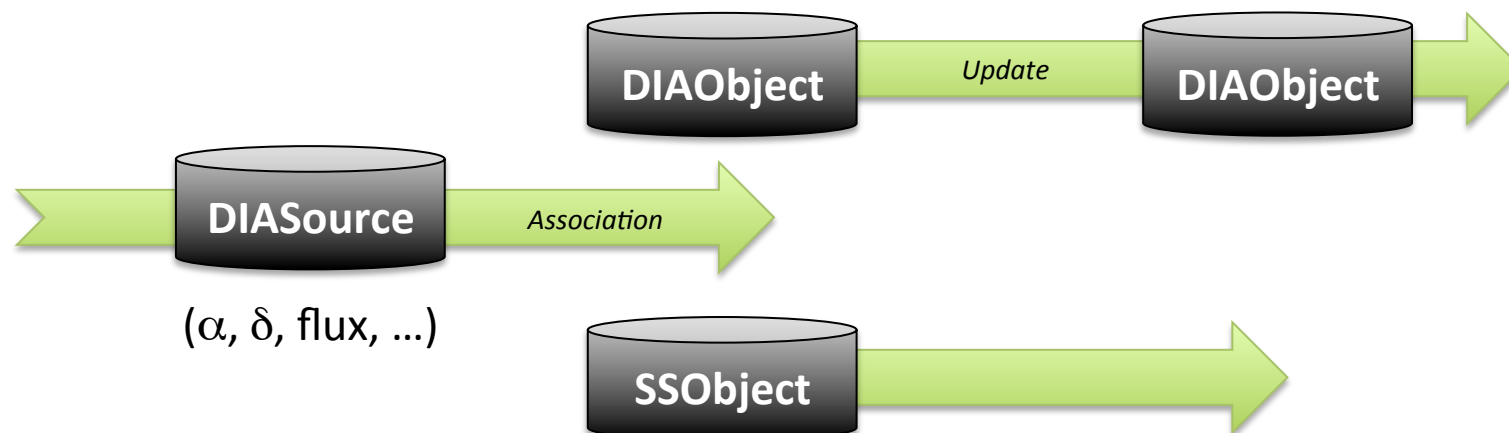 DIAObject
Update
DIAObject
DIASource
Association
(α, δ, flux, …)
SSObject